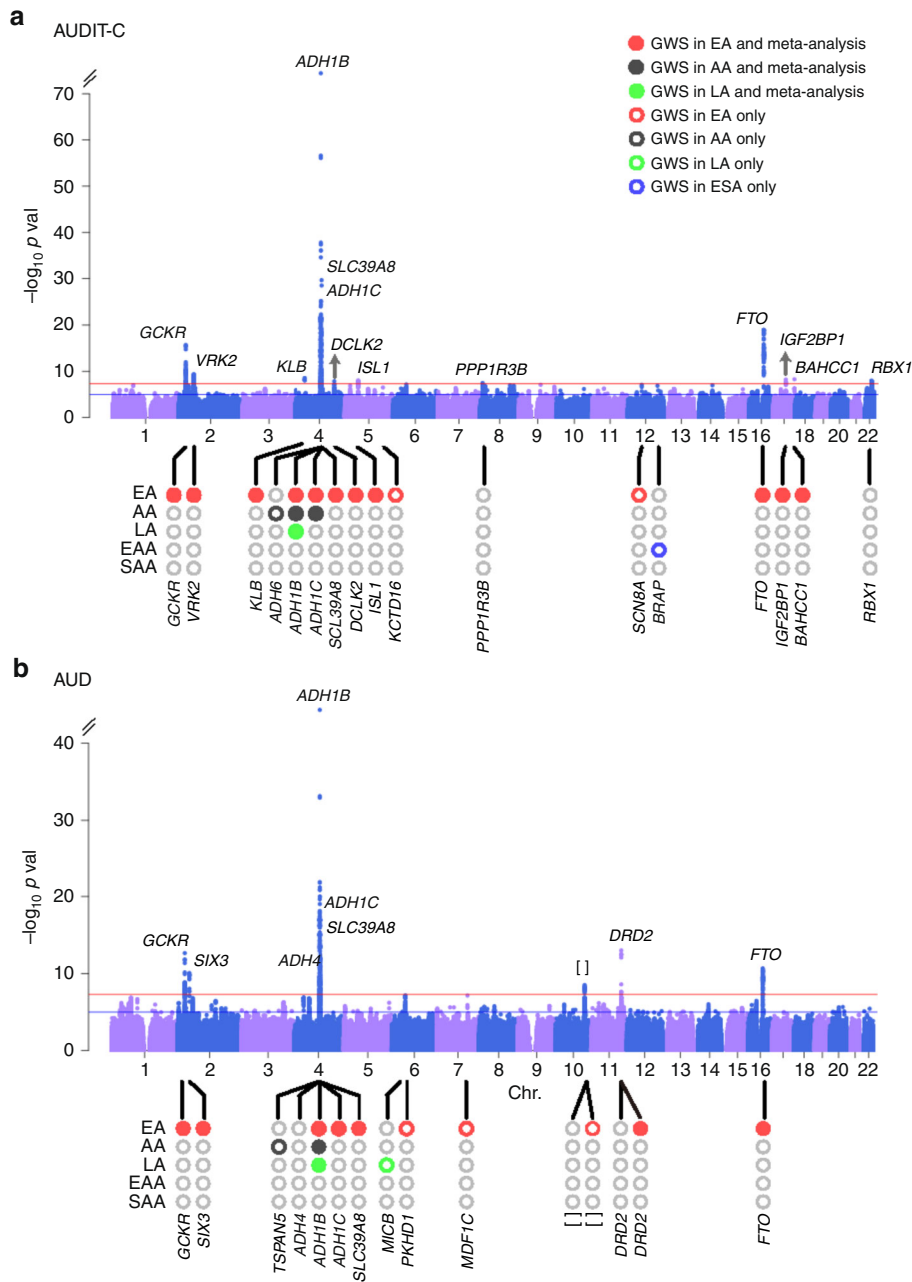 a
AUDIT-C
ADH1B
GWS in EA and meta-analysis
GWS in AA and meta-analysis
GWS in LA and meta-analysis
GWS in EA only
GWS in AA only
GWS in LA only
GWS in ESA only
–log10 p val
70
60
50
40
30
20
10
0
SLC39A8
ADH1C
GCKR
VRK2
KLB
DCLK2
ISL1
PPP1R3B
FTO
IGF2BP1
BAHCC1
RBX1
1 2 3 4 5 6 7 8 9 10 11 12 13 14 15 16 17 18 20 22
EA
AA
LA
EAA
SAA
GCKR
VRK2
KLB
ADH6
ADH1B
ADH1C
SCL39A8
DCLK2
ISL1
KCTD16
PPP1R3B
SCN8A
BRAP
FTO
IGF2BP1
BAHCC1
RBX1
b
AUD
ADH1B
–log10 p val
40
30
20
10
0
ADH1C
SLC39A8
GCKR
SIX3
ADH4
[ ]
DRD2
FTO
1 2 3 4 5 6 7 8 9 10 11 12 13 14 15 16 17 18 20 22
Chr.
EA
AA
LA
EAA
SAA
GCKR
SIX3
TSPAN5
ADH4
ADH1B
ADH1C
SLC39A8
MICB
PKHD1
MDF1C
[ ]
[ ]
DRD2
DRD2
FTO